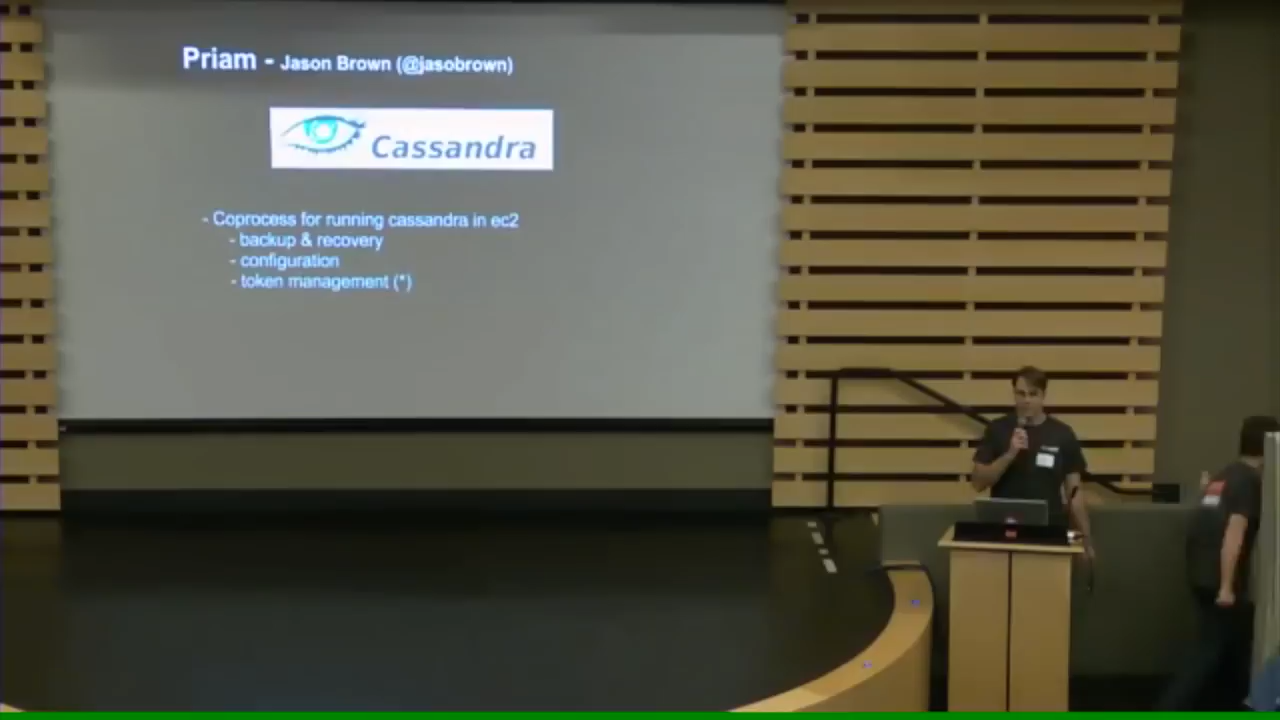 Priam - Jason Brown (@jasobrown)
Cassandra
- Coprocess for running cassandra in ec2
- backup & recovery
- configuration
- token management (*)